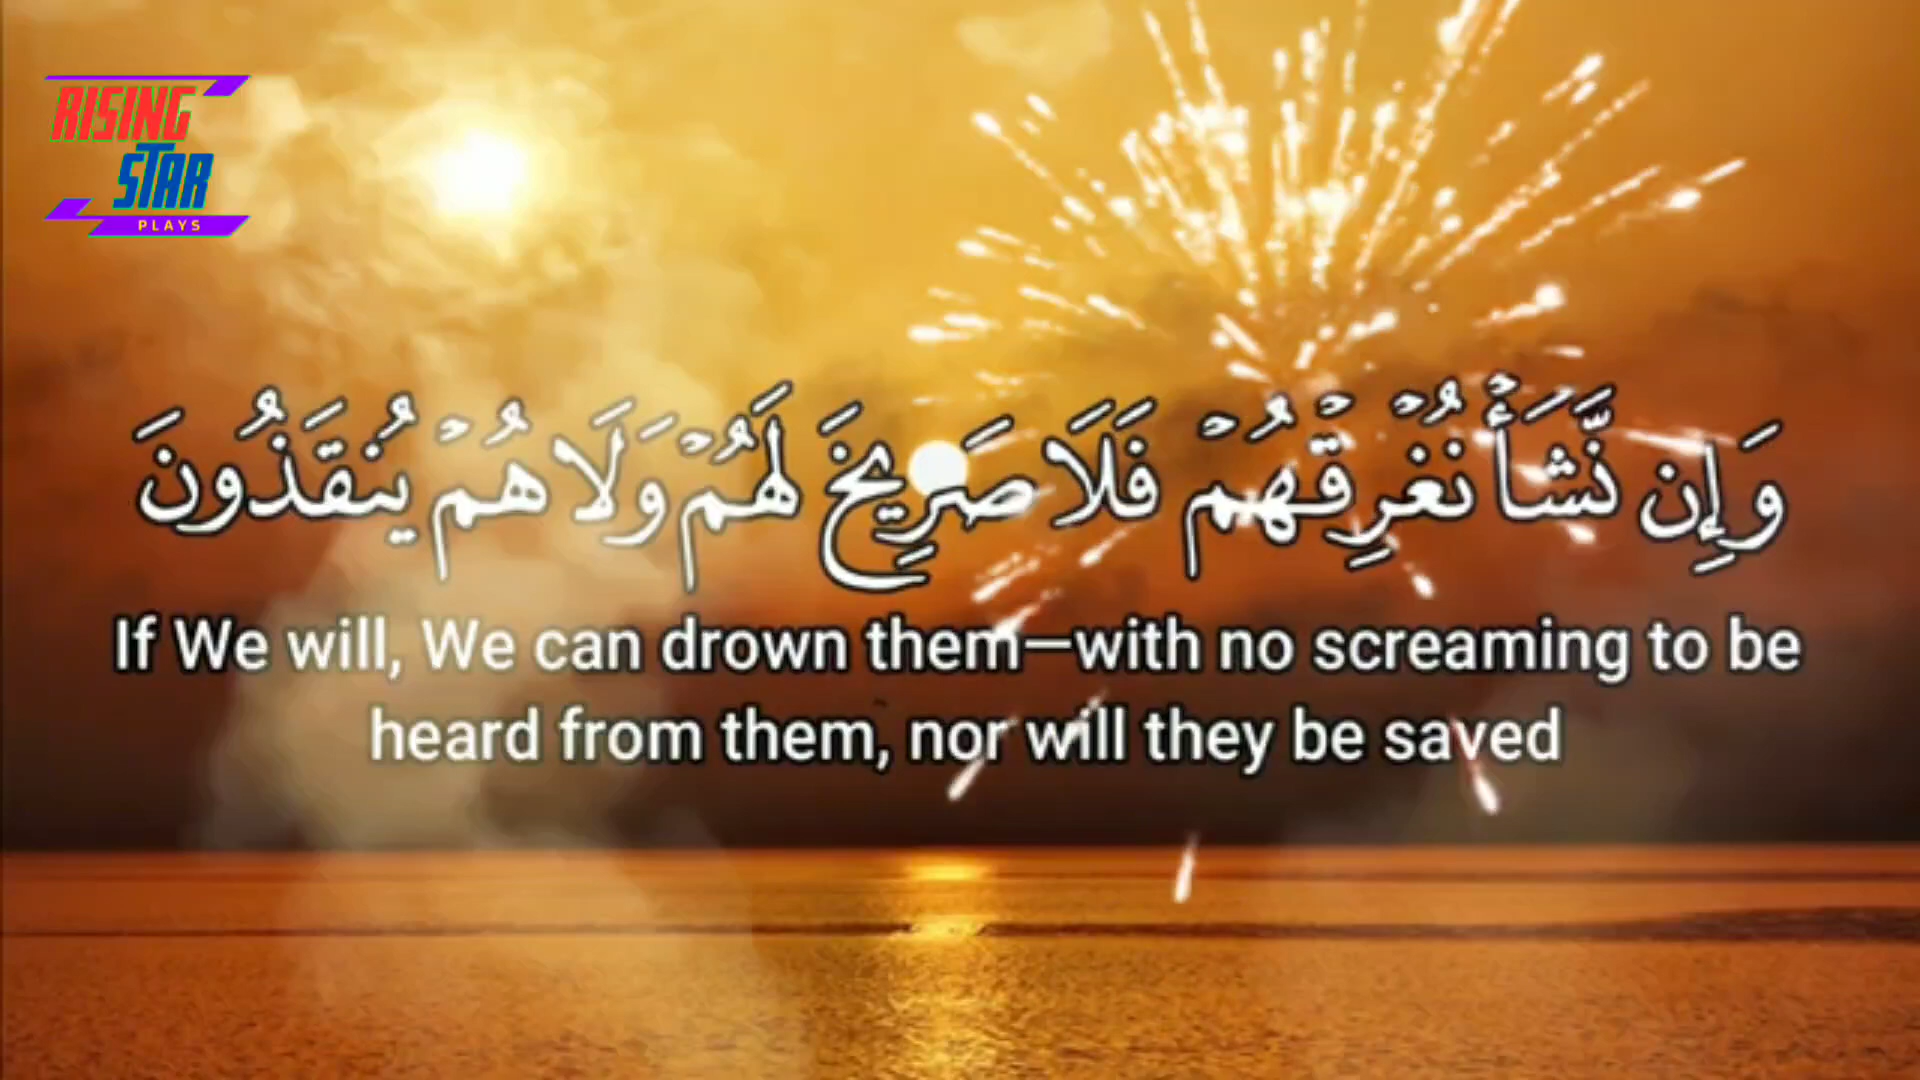 RISING
STAR
PLAYS
وَإِن نَّشَأۡ نُغۡرِقۡهُمۡ فَلَا صَرِيخَ لَهُمۡ وَلَا هُمۡ يُنقَذُونَ
If We will, We can drown them—with no screaming to be
heard from them, nor will they be saved